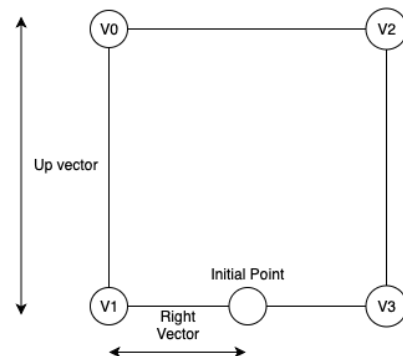 V0
V2
Up vector
Initial Point
V1
V3
Right
Vector